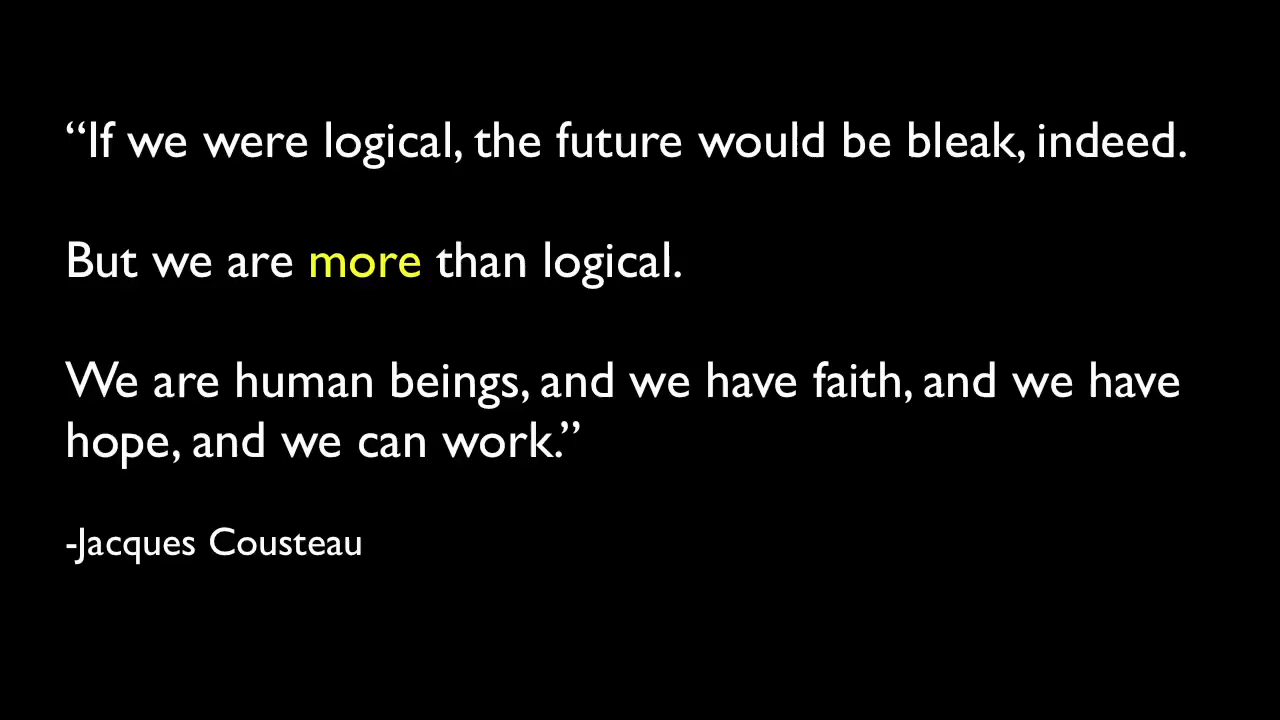 “If we were logical, the future would be bleak, indeed.
But we are more than logical.
We are human beings, and we have faith, and we have
hope, and we can work.”
-Jacques Cousteau